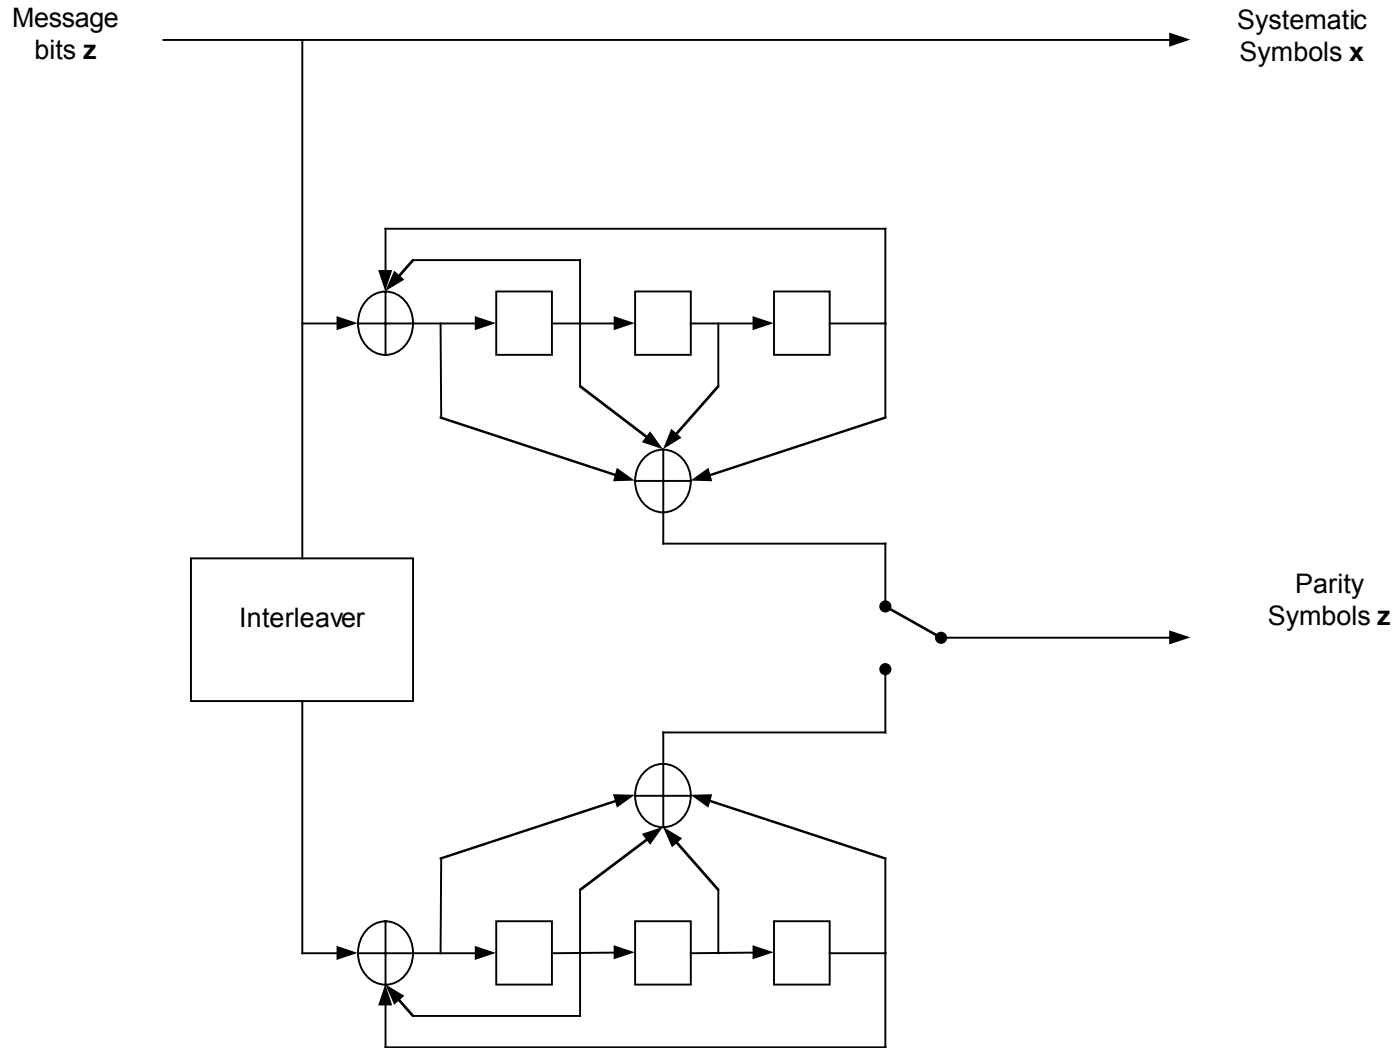 Message
bits z
Systematic
Symbols x
Interleaver
Parity
Symbols z